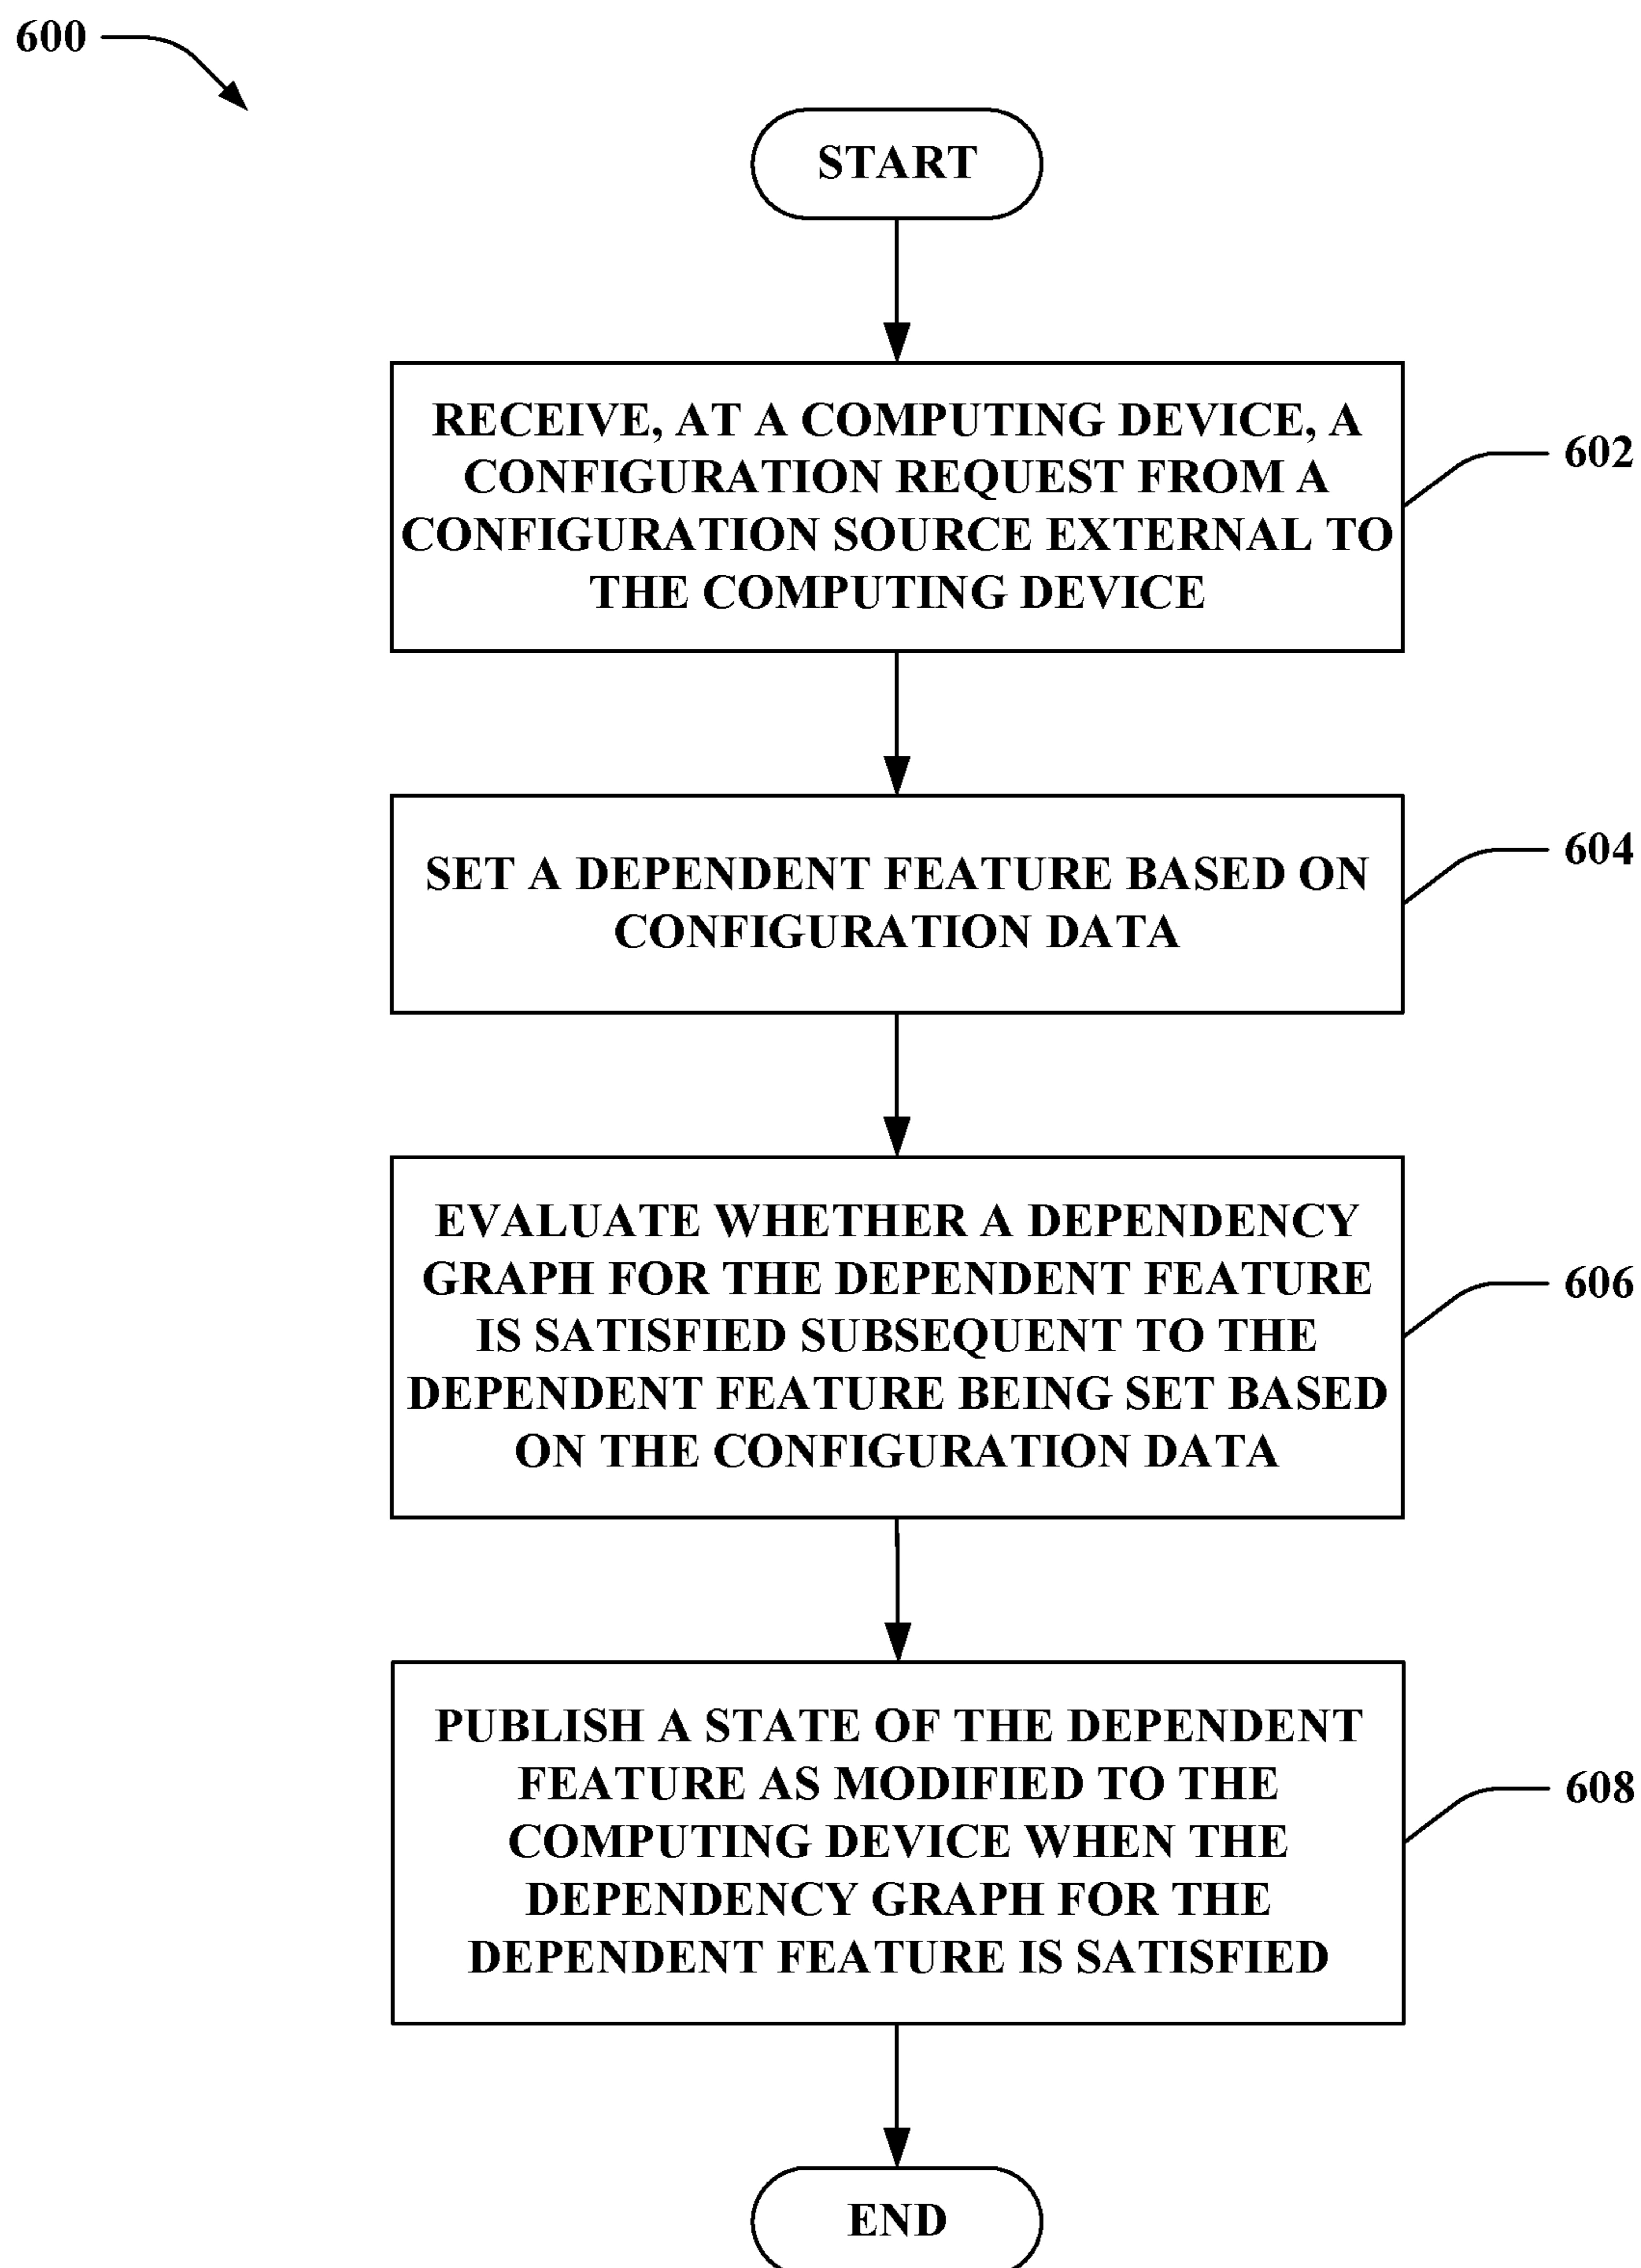 600
START
RECEIVE, AT A COMPUTING DEVICE, A
CONFIGURATION REQUEST FROM A
CONFIGURATION SOURCE EXTERNAL TO
THE COMPUTING DEVICE
602
SET A DEPENDENT FEATURE BASED ON
CONFIGURATION DATA
604
EVALUATE WHETHER A DEPENDENCY
GRAPH FOR THE DEPENDENT FEATURE
IS SATISFIED SUBSEQUENT TO THE
DEPENDENT FEATURE BEING SET BASED
ON THE CONFIGURATION DATA
606
PUBLISH A STATE OF THE DEPENDENT
FEATURE AS MODIFIED TO THE
COMPUTING DEVICE WHEN THE
DEPENDENCY GRAPH FOR THE
DEPENDENT FEATURE IS SATISFIED
608
END